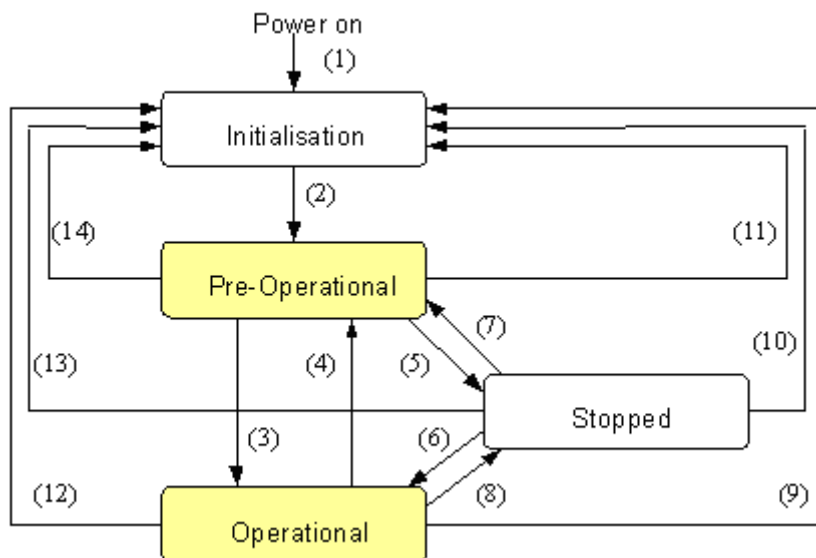 Power on
(1)
Initialisation
(2)
(14)
(11)
Pre-Operational
(7)
(13)
(4)
(5)
(10)
Stopped
(3)
(6)
(12)
(8)
(9)
Operational